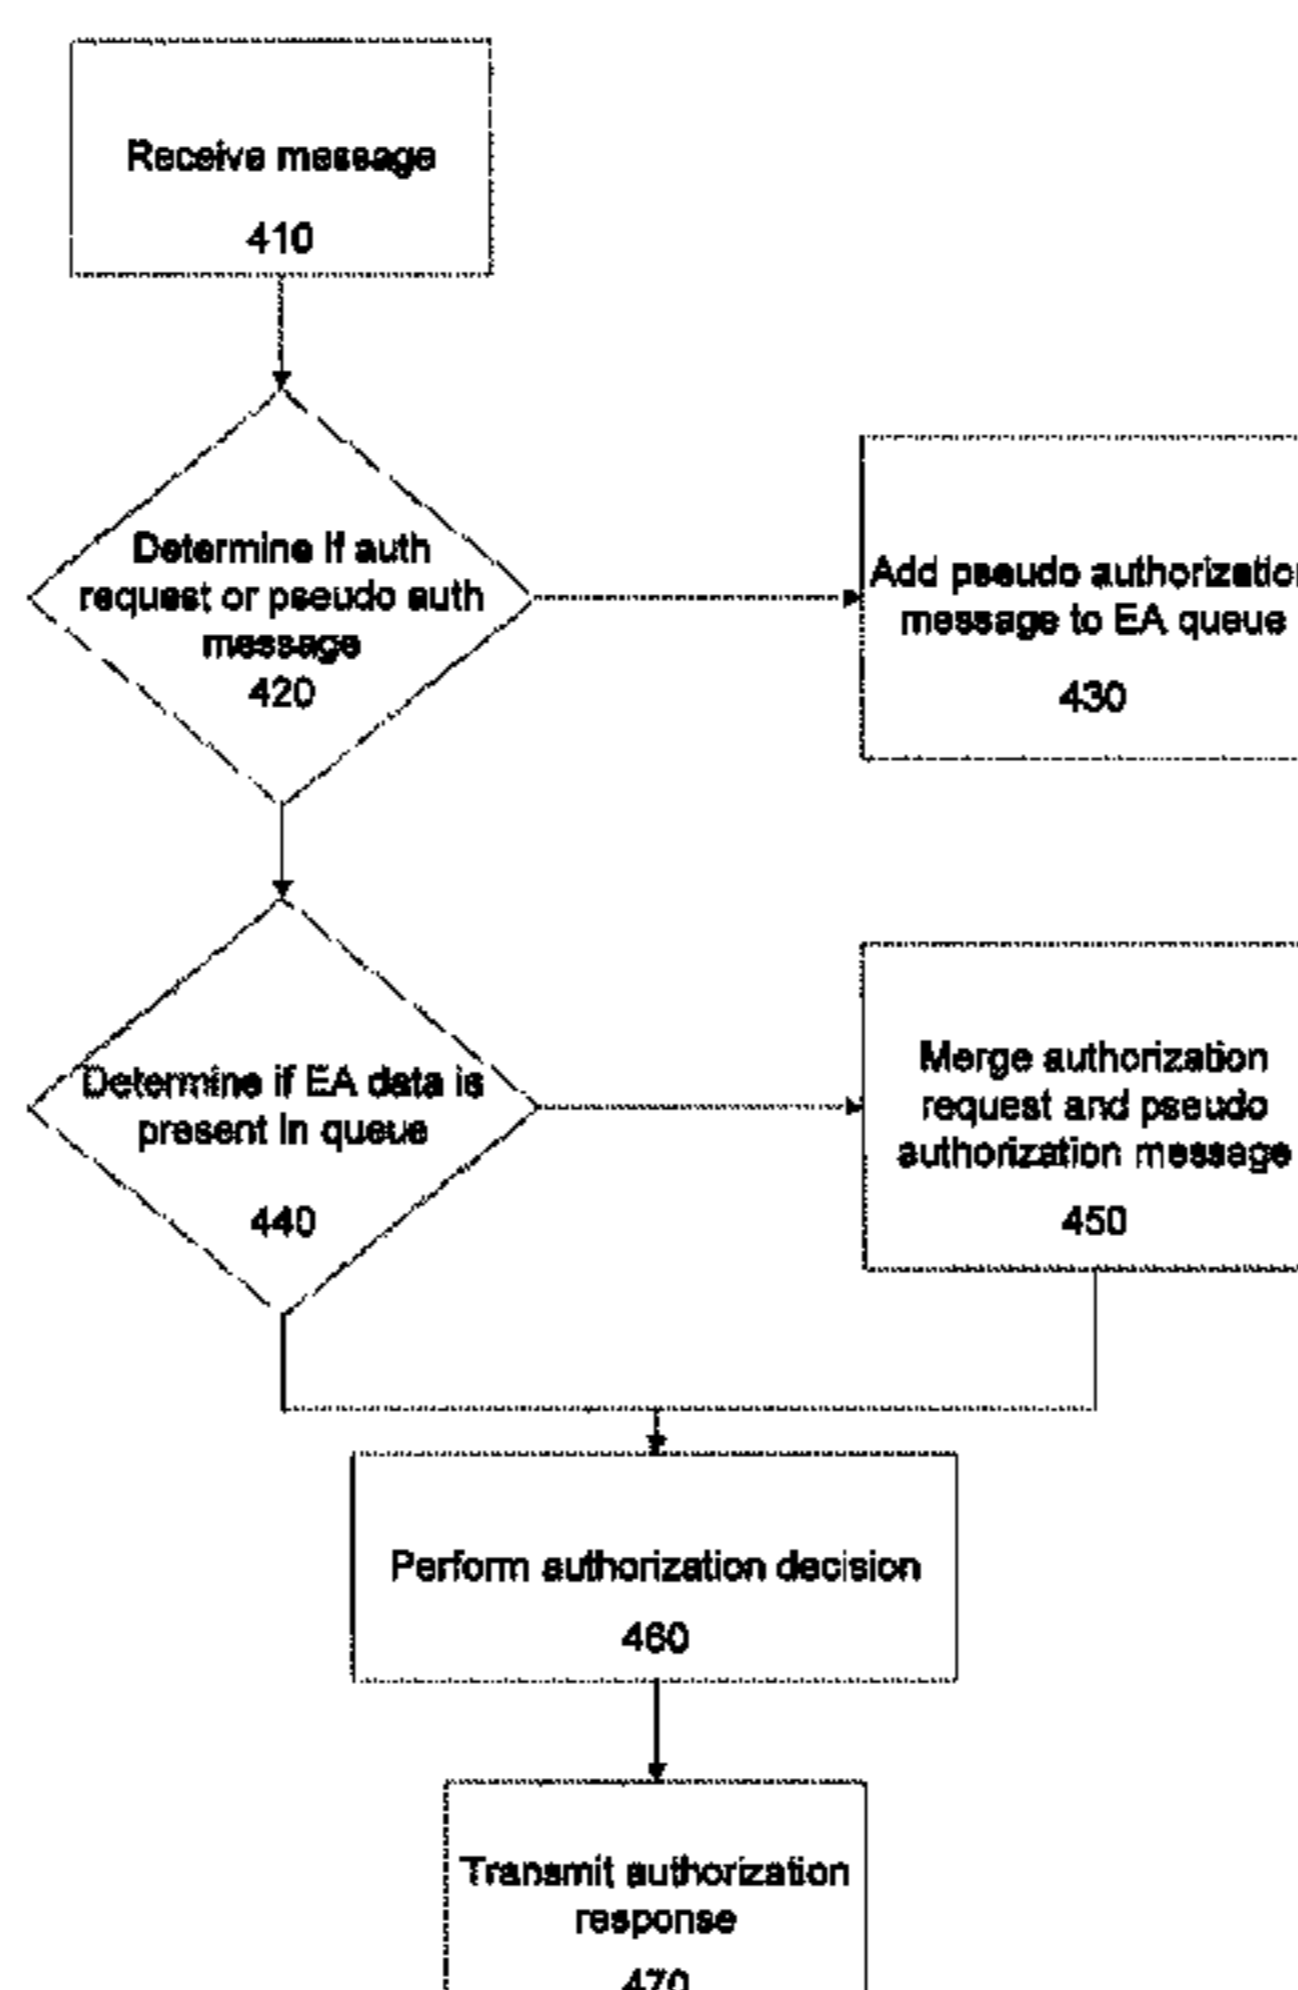 Receive message
410
Determine if auth
request or pseudo auth
message
420
Add pseudo authorization
message to EA queue
430
Determine if EA data is
present in queue
440
Merge authorization
request and pseudo
authorization message
450
Perform authorization decision
460
Transmit authorization
response
470